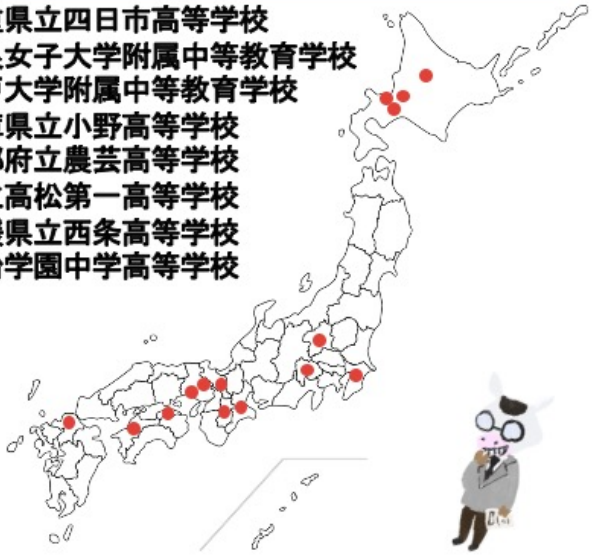 県立四日市高等学校
女子大学附属中等教育学校
大学附属中等教育学校
県立小野高等学校
府立農芸高等学校
高松第一高等学校
県立西条高等学校
学園中学高等学校